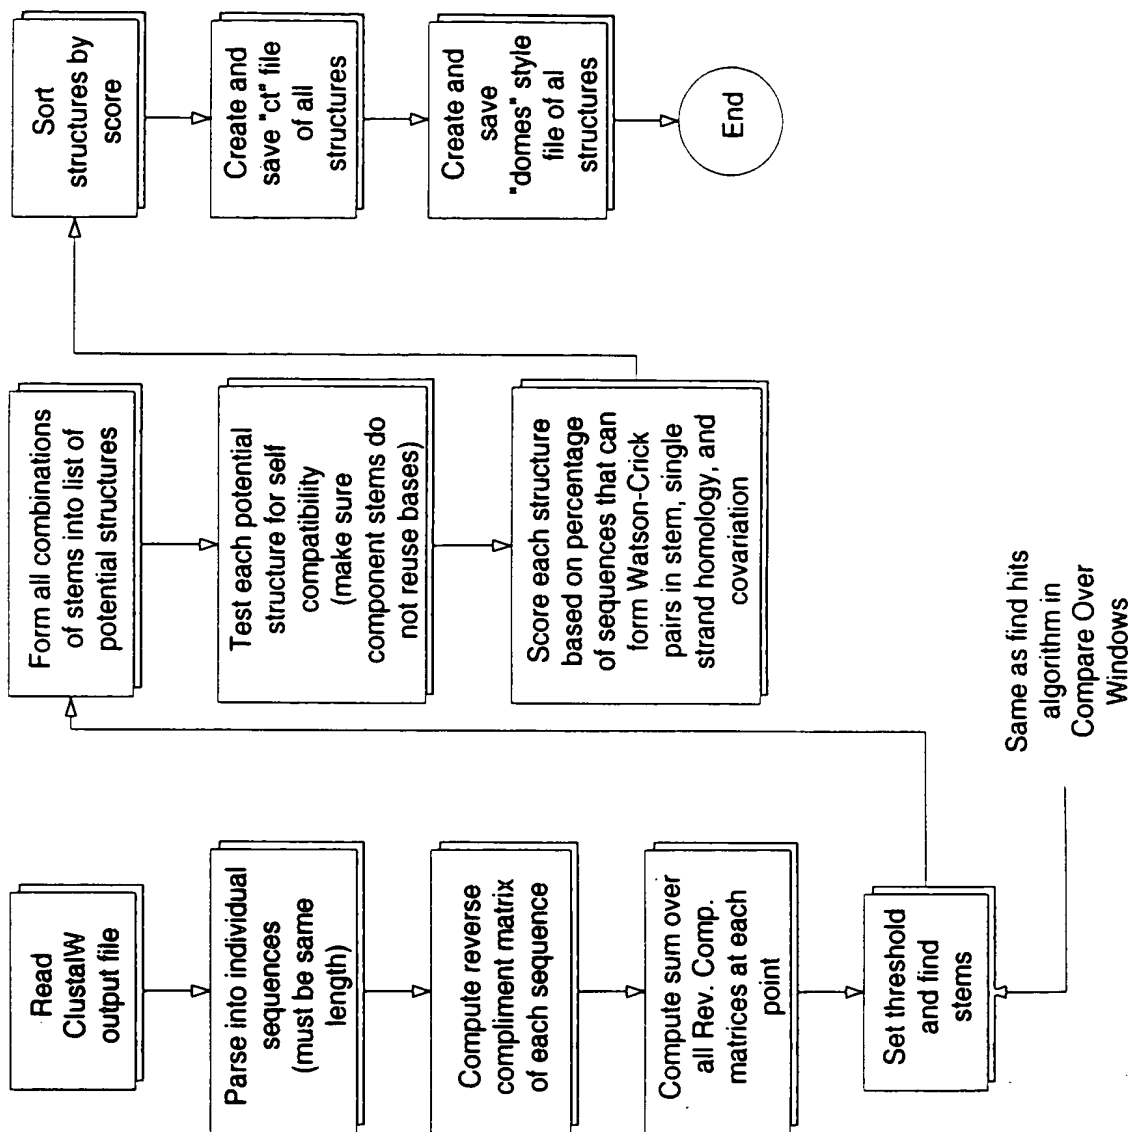 Read
ClustalW
output file
Parse into individual
sequences
(must be same
length)
Compute reverse
compliment matrix
of each sequence
Compute sum over
all Rev. Comp.
matrices at each
point
Set threshold
and find
stems
Same as find hits
algorithm in
Compare Over
Windows
Form all combinations
of stems into list of
potential structures
Test each potential
structure for self
compatibility
(make sure
component stems do
not reuse bases)
Score each structure
based on percentage
of sequences that can
form Watson-Crick
pairs in stem, single
strand homology, and
covariation
Sort
structures by
score
Create and
save "ct" file
of all
structures
Create and
save
"domes" style
file of al
structures
End